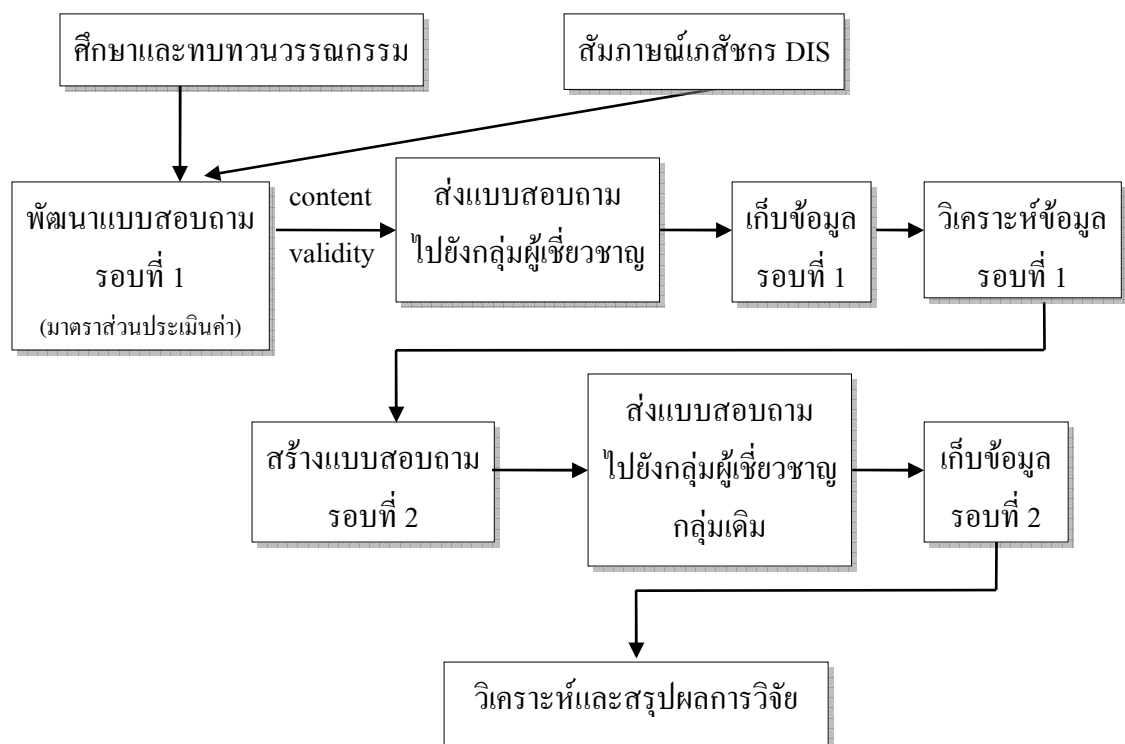 ศึกษาและทบทวนวรรณกรรม
สัมภาษณ์เภสัชกร DIS
พัฒนาแบบสอบถาม
รอบที่ 1
(มาตราส่วนประเมินค่า)
content
validity
ส่งแบบสอบถาม
ไปยังกลุ่มผู้เชี่ยวชาญ
เก็บข้อมูล
รอบที่ 1
วิเคราะห์ข้อมูล
รอบที่ 1
สร้างแบบสอบถาม
รอบที่ 2
ส่งแบบสอบถาม
ไปยังกลุ่มผู้เชี่ยวชาญ
กลุ่มเดิม
เก็บข้อมูล
รอบที่ 2
วิเคราะห์และสรุปผลการวิจัย